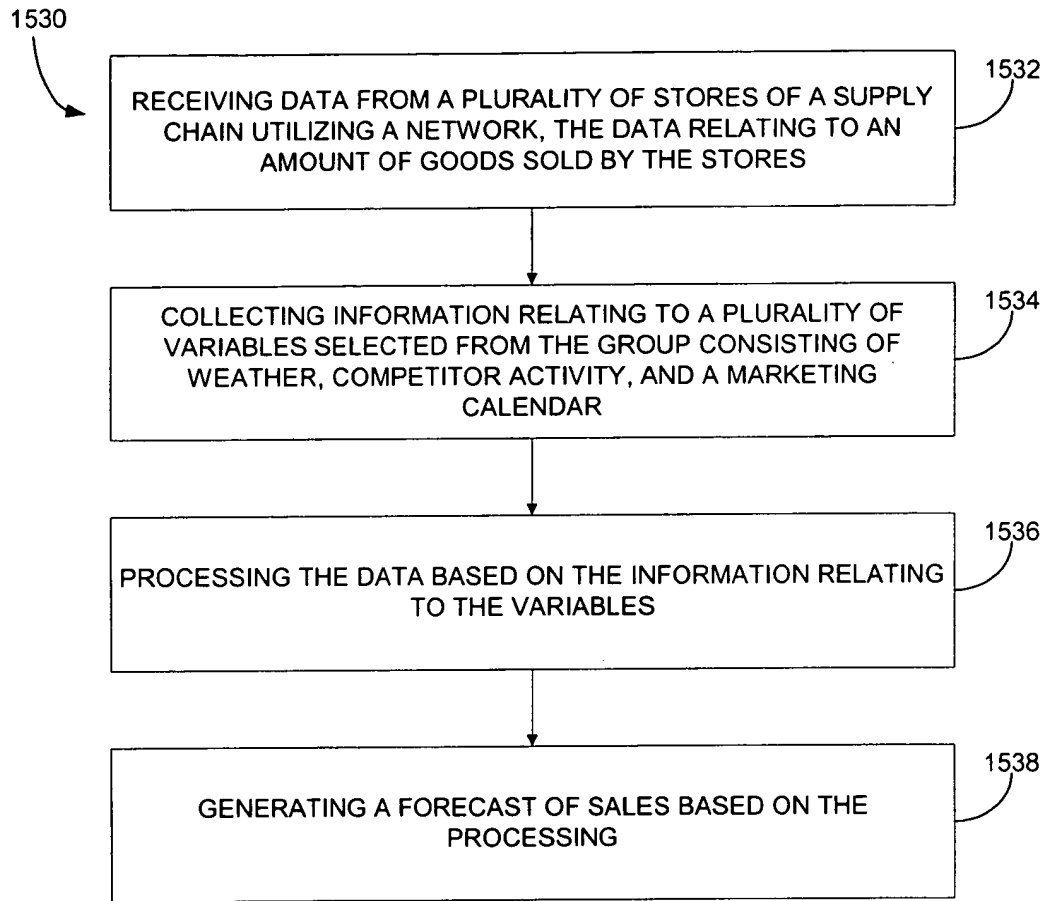 1530
1532
RECEIVING DATA FROM A PLURALITY OF STORES OF A SUPPLY
CHAIN UTILIZING A NETWORK, THE DATA RELATING TO AN
AMOUNT OF GOODS SOLD BY THE STORES
1534
COLLECTING INFORMATION RELATING TO A PLURALITY OF
VARIABLES SELECTED FROM THE GROUP CONSISTING OF
WEATHER, COMPETITOR ACTIVITY, AND A MARKETING
CALENDAR
1536
PROCESSING THE DATA BASED ON THE INFORMATION RELATING
TO THE VARIABLES
1538
GENERATING A FORECAST OF SALES BASED ON THE
PROCESSING